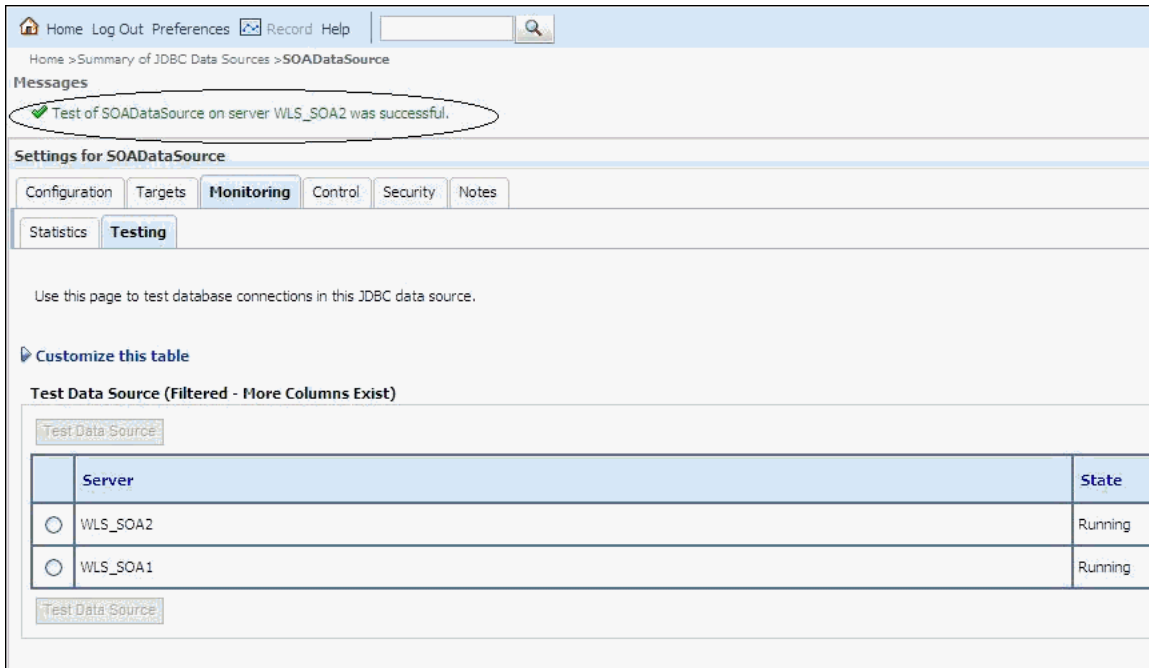 Home Log Out Preferences Record Help
Home >Summary of JDBC Data Sources >SOADataSource
Messages
Test of SOADataSource on server WLS_SOA2 was successful.
Settings for SOADataSource
Configuration Targets Monitoring Control Security Notes
Statistics Testing
Use this page to test database connections in this JDBC data source.
Customize this table
Test Data Source (Filtered - More Columns Exist)
Test Data Source
Server State
WLS_SOA2 Running
WLS_SOA1 Running
Test Data Source